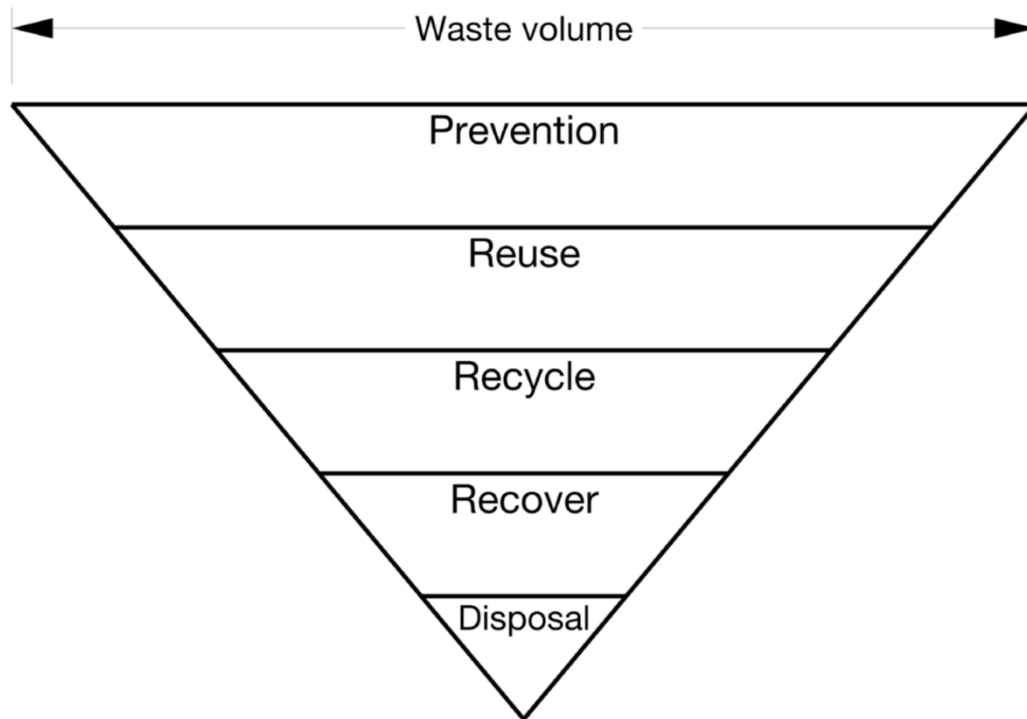 Waste volume
Prevention
Reuse
Recycle
Recover
Disposal